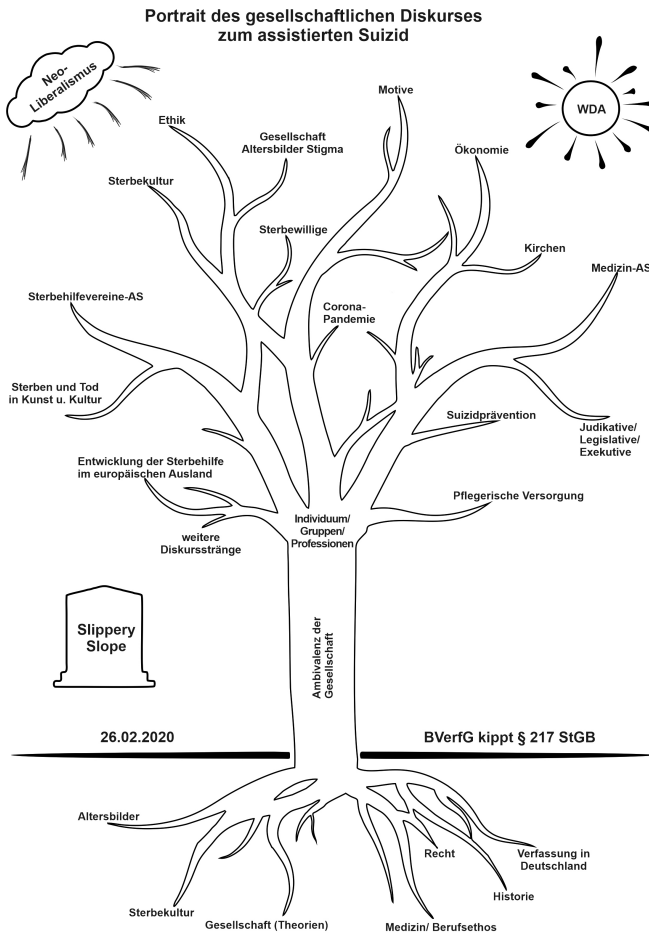 Portrait des gesellschaftlichen Diskurses
zum assistierten Suizid
Neo-
Liberalismus
WDA
Motive
Ethik
Gesellschaft
Altersbilder Stigma
Ökonomie
Sterbekultur
Sterbewillige
Kirchen
Medizin-AS
Sterbehilfevereine-AS
Corona-
Pandemie
Sterben und Tod
in Kunst u. Kultur
Suizidprävention
Judikative/
Legislative/
Exekutive
Entwicklung der Sterbehilfe
im europäischen Ausland
Pflegerische Versorgung
weitere
Diskursstränge
Individuum/
Gruppen/
Professionen
Slippery
Slope
Ambivalenz der
Gesellschaft
26.02.2020
BVerfG kippt § 217 StGB
Altersbilder
Recht
Verfassung in
Deutschland
Historie
Sterbekultur
Gesellschaft (Theorien)
Medizin/ Berufsethos